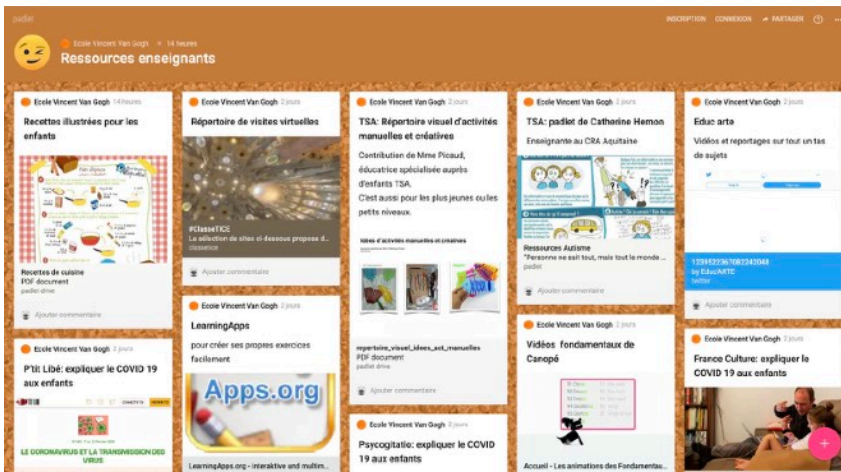 padlet
INSCRIPTION CONNEXION PARTAGER
Ecole Vincent Van Gogh 14 heures
Ressources enseignants
Ecole Vincent Van Gogh 14 heures
Recettes illustrées pour les
enfants
Recettes de cuisine
PDF document
padlet drive
Ajouter commentaire
Ecole Vincent Van Gogh 2 jours
P'tit Libé: expliquer le COVID 19
aux enfants
LE CORONAVIRUS ET LA TRANSMISSION DES
VIRUS
Ecole Vincent Van Gogh 2 jours
Répertoire de visites virtuelles
#ClasseTICE
La sélection de sites ci-dessous propose d...
classetice
Ajouter commentaire
Ecole Vincent Van Gogh 2 jours
LearningApps
pour créer ses propres exercices
facilement
Apps.org
LearningApps.org - interaktive und multim...
Ecole Vincent Van Gogh 2 jours
TSA: Répertoire visuel d'activités
manuelles et créatives
Contribution de Mme Picaud,
éducatrice spécialisée auprès
d'enfants TSA.
C'est aussi pour les plus jeunes ou les
petits niveaux.
Idées d'activités manuelles et créatives
repertoire_visuel_idees_act_manuelles
PDF document
padlet drive
Ajouter commentaire
Ecole Vincent Van Gogh 2 jours
Psycogitatio: expliquer le COVID
19 aux enfants
Ecole Vincent Van Gogh 2 jours
TSA: padlet de Catherine Hernon
Enseignante au CRA Aquitaine
Ressources Autisme
"Personne ne sait tout, mais tout le monde ...
padlet
Ajouter commentaire
Ecole Vincent Van Gogh 2 jours
Vidéos fondamentaux de
Canopé
Accueil - Les animations des Fondamentau...
Ecole Vincent Van Gogh 2 jours
Educ arte
Vidéos et reportages sur tout un tas
de sujets
1239522367082242048
by Educ'ARTE
twitter
Ajouter commentaire
Ecole Vincent Van Gogh 2 jours
France Culture: expliquer le
COVID 19 aux enfants